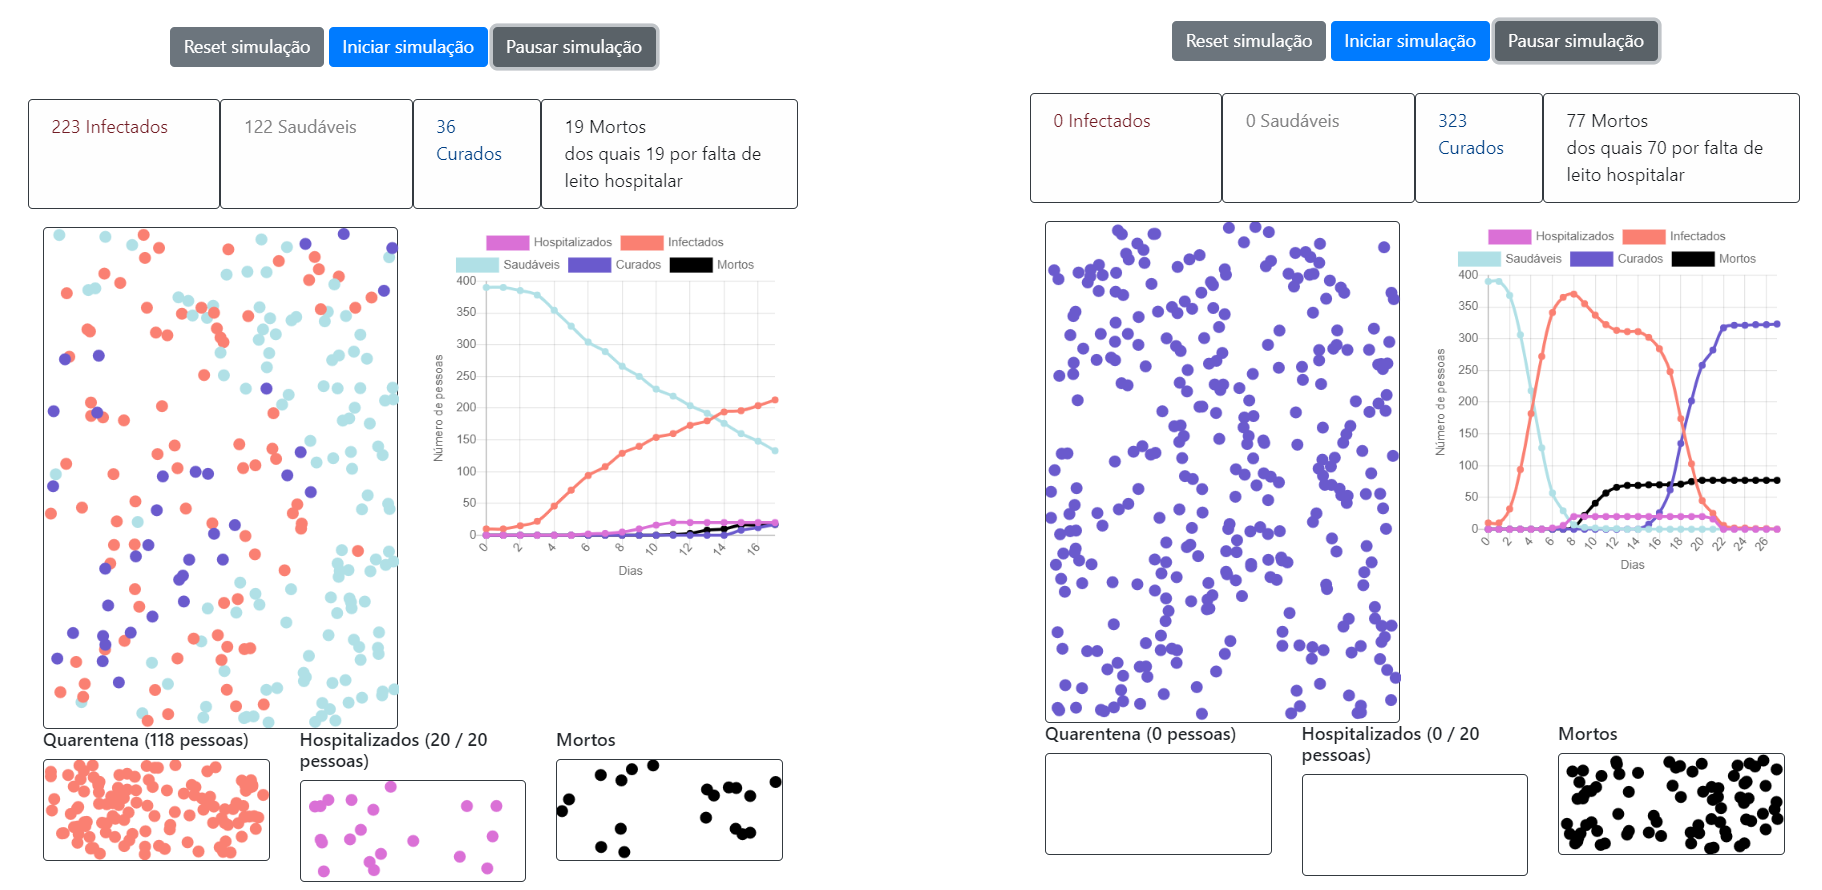 Reset simulação
Iniciar simulação
Pausar simulação
223 Infectados
122 Saudáveis
36
Curados
19 Mortos
dos quais 19 por falta de
leito hospitalar
Hospitalizados
Infectados
Saudáveis
Curados
Mortos
Número de pessoas
400
350
300
250
200
150
100
50
0
0
2
4
6
8
10
12
14
16
Dias
Quarentena (118 pessoas)
Hospitalizados (20 / 20
pessoas)
Mortos
Reset simulação
Iniciar simulação
Pausar simulação
0 Infectados
0 Saudáveis
323
Curados
77 Mortos
dos quais 70 por falta de
leito hospitalar
Hospitalizados
Infectados
Saudáveis
Curados
Mortos
Número de pessoas
400
350
300
250
200
150
100
50
0
0
2
4
6
8
10
12
14
16
18
20
22
24
26
Dias
Quarentena (0 pessoas)
Hospitalizados (0 / 20
pessoas)
Mortos